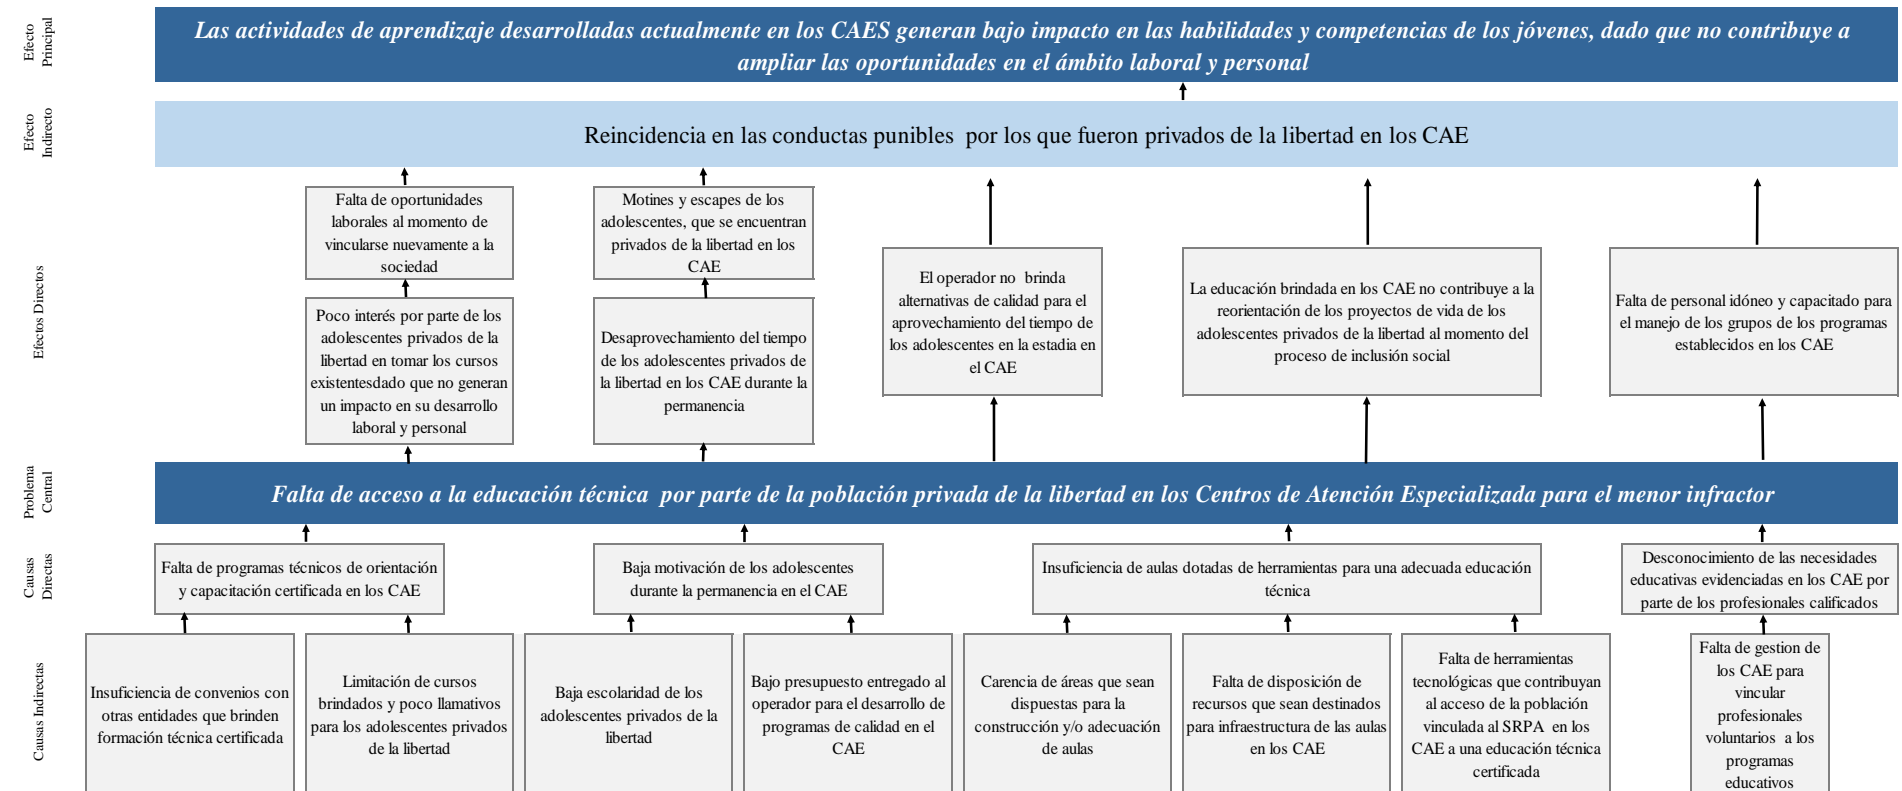 Efecto
Principal
Las actividades de aprendizaje desarrolladas actualmente en los CAES generan bajo impacto en las habilidades y competencias de los jóvenes, dado que no contribuye a
ampliar las oportunidades en el ámbito laboral y personal
Efecto
Indirecto
Reincidencia en las conductas punibles por los que fueron privados de la libertad en los CAE
Efectos Directos
Falta de oportunidades
laborales al momento de
vincularse nuevamente a la
sociedad
Motines y escapes de los
adolescentes, que se encuentran
privados de la libertad en los
CAE
Poco interés por parte de los
adolescentes privados de la
libertad en tomar los cursos
existentesdado que no generan
un impacto en su desarrollo
laboral y personal
Desaprovechamiento del tiempo
de los adolescentes privados de
la libertad en los CAE durante la
permanencia
El operador no brinda
alternativas de calidad para el
aprovechamiento del tiempo de
los adolescentes en la estadia en
el CAE
La educación brindada en los CAE no contribuye a la
reorientación de los proyectos de vida de los
adolescentes privados de la libertad al momento del
proceso de inclusión social
Falta de personal idóneo y capacitado para
el manejo de los grupos de los programas
establecidos en los CAE
Problema
Central
Falta de acceso a la educación técnica por parte de la población privada de la libertad en los Centros de Atención Especializada para el menor infractor
Causas
Directas
Falta de programas técnicos de orientación
y capacitación certificada en los CAE
Baja motivación de los adolescentes
durante la permanencia en el CAE
Insuficiencia de aulas dotadas de herramientas para una adecuada educación
técnica
Desconocimiento de las necesidades
educativas evidenciadas en los CAE por
parte de los profesionales calificados
Causas Indirectas
Insuficiencia de convenios con
otras entidades que brinden
formación técnica certificada
Limitación de cursos
brindados y poco llamativos
para los adolescentes privados
de la libertad
Baja escolaridad de los
adolescentes privados de la
libertad
Bajo presupuesto entregado al
operador para el desarrollo de
programas de calidad en el
CAE
Carencia de áreas que sean
dispuestas para la
construcción y/o adecuación
de aulas
Falta de disposición de
recursos que sean destinados
para infraestructura de las aulas
en los CAE
Falta de herramientas
tecnológicas que contribuyan
al acceso de la población
vinculada al SRPA en los
CAE a una educación técnica
certificada
Falta de gestion de
los CAE para
vincular
profesionales
voluntarios a los
programas
educativos